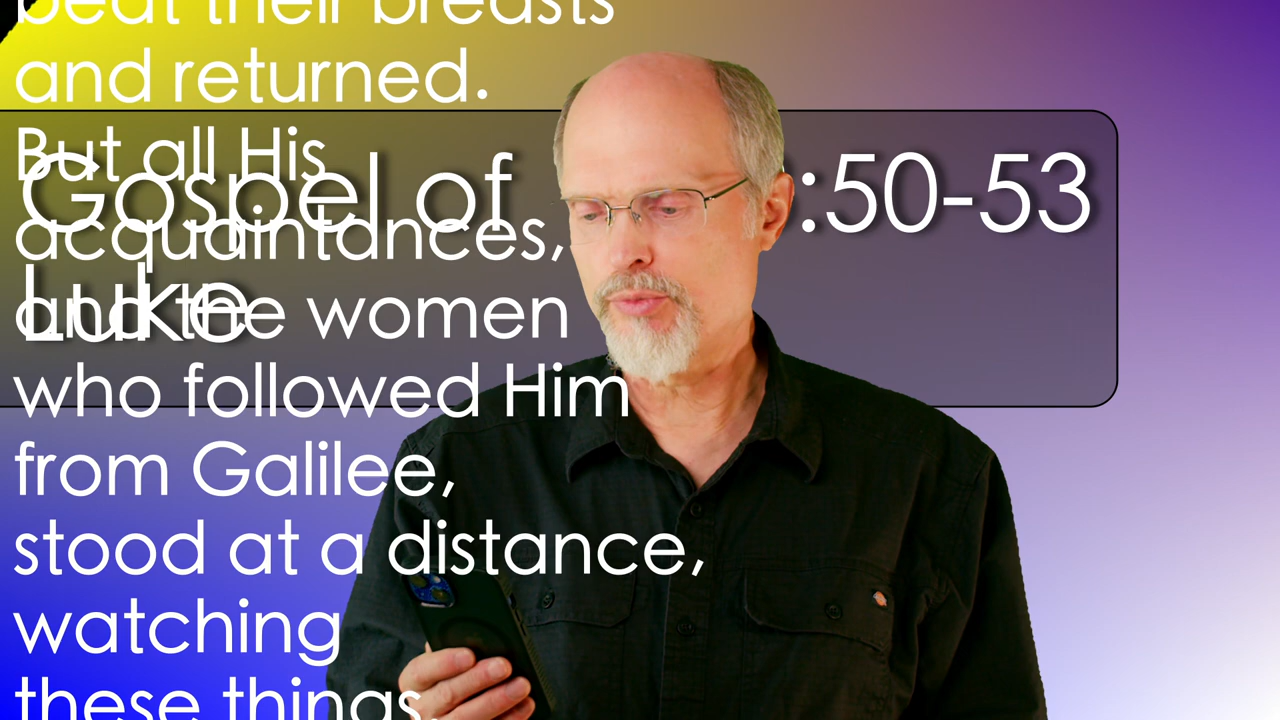 beat their breasts
and returned.
But all His
acquaintances,
and the women
who followed Him
from Galilee,
stood at a distance,
watching
these things.
Gospel of
Luke
:50-53